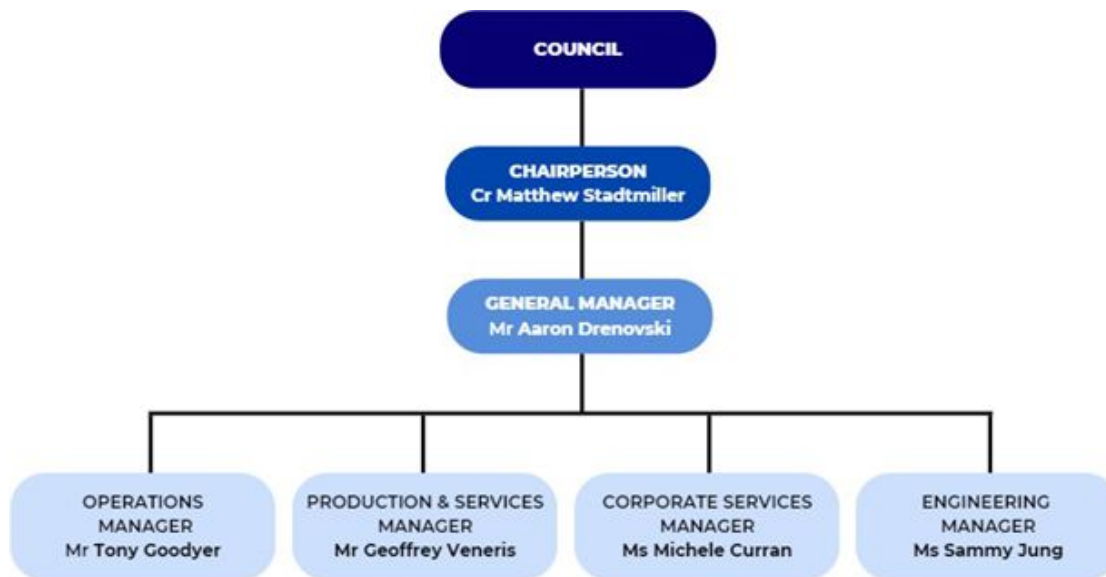 COUNCIL
CHAIRPERSON
Cr Matthew Stadtmiller
GENERAL MANAGER
Mr Aaron Drenovski
OPERATIONS
MANAGER
Mr Tony Goodyer
PRODUCTION & SERVICES
MANAGER
Mr Geoffrey Veneris
CORPORATE SERVICES
MANAGER
Ms Michele Curran
ENGINEERING
MANAGER
Ms Sammy Jung